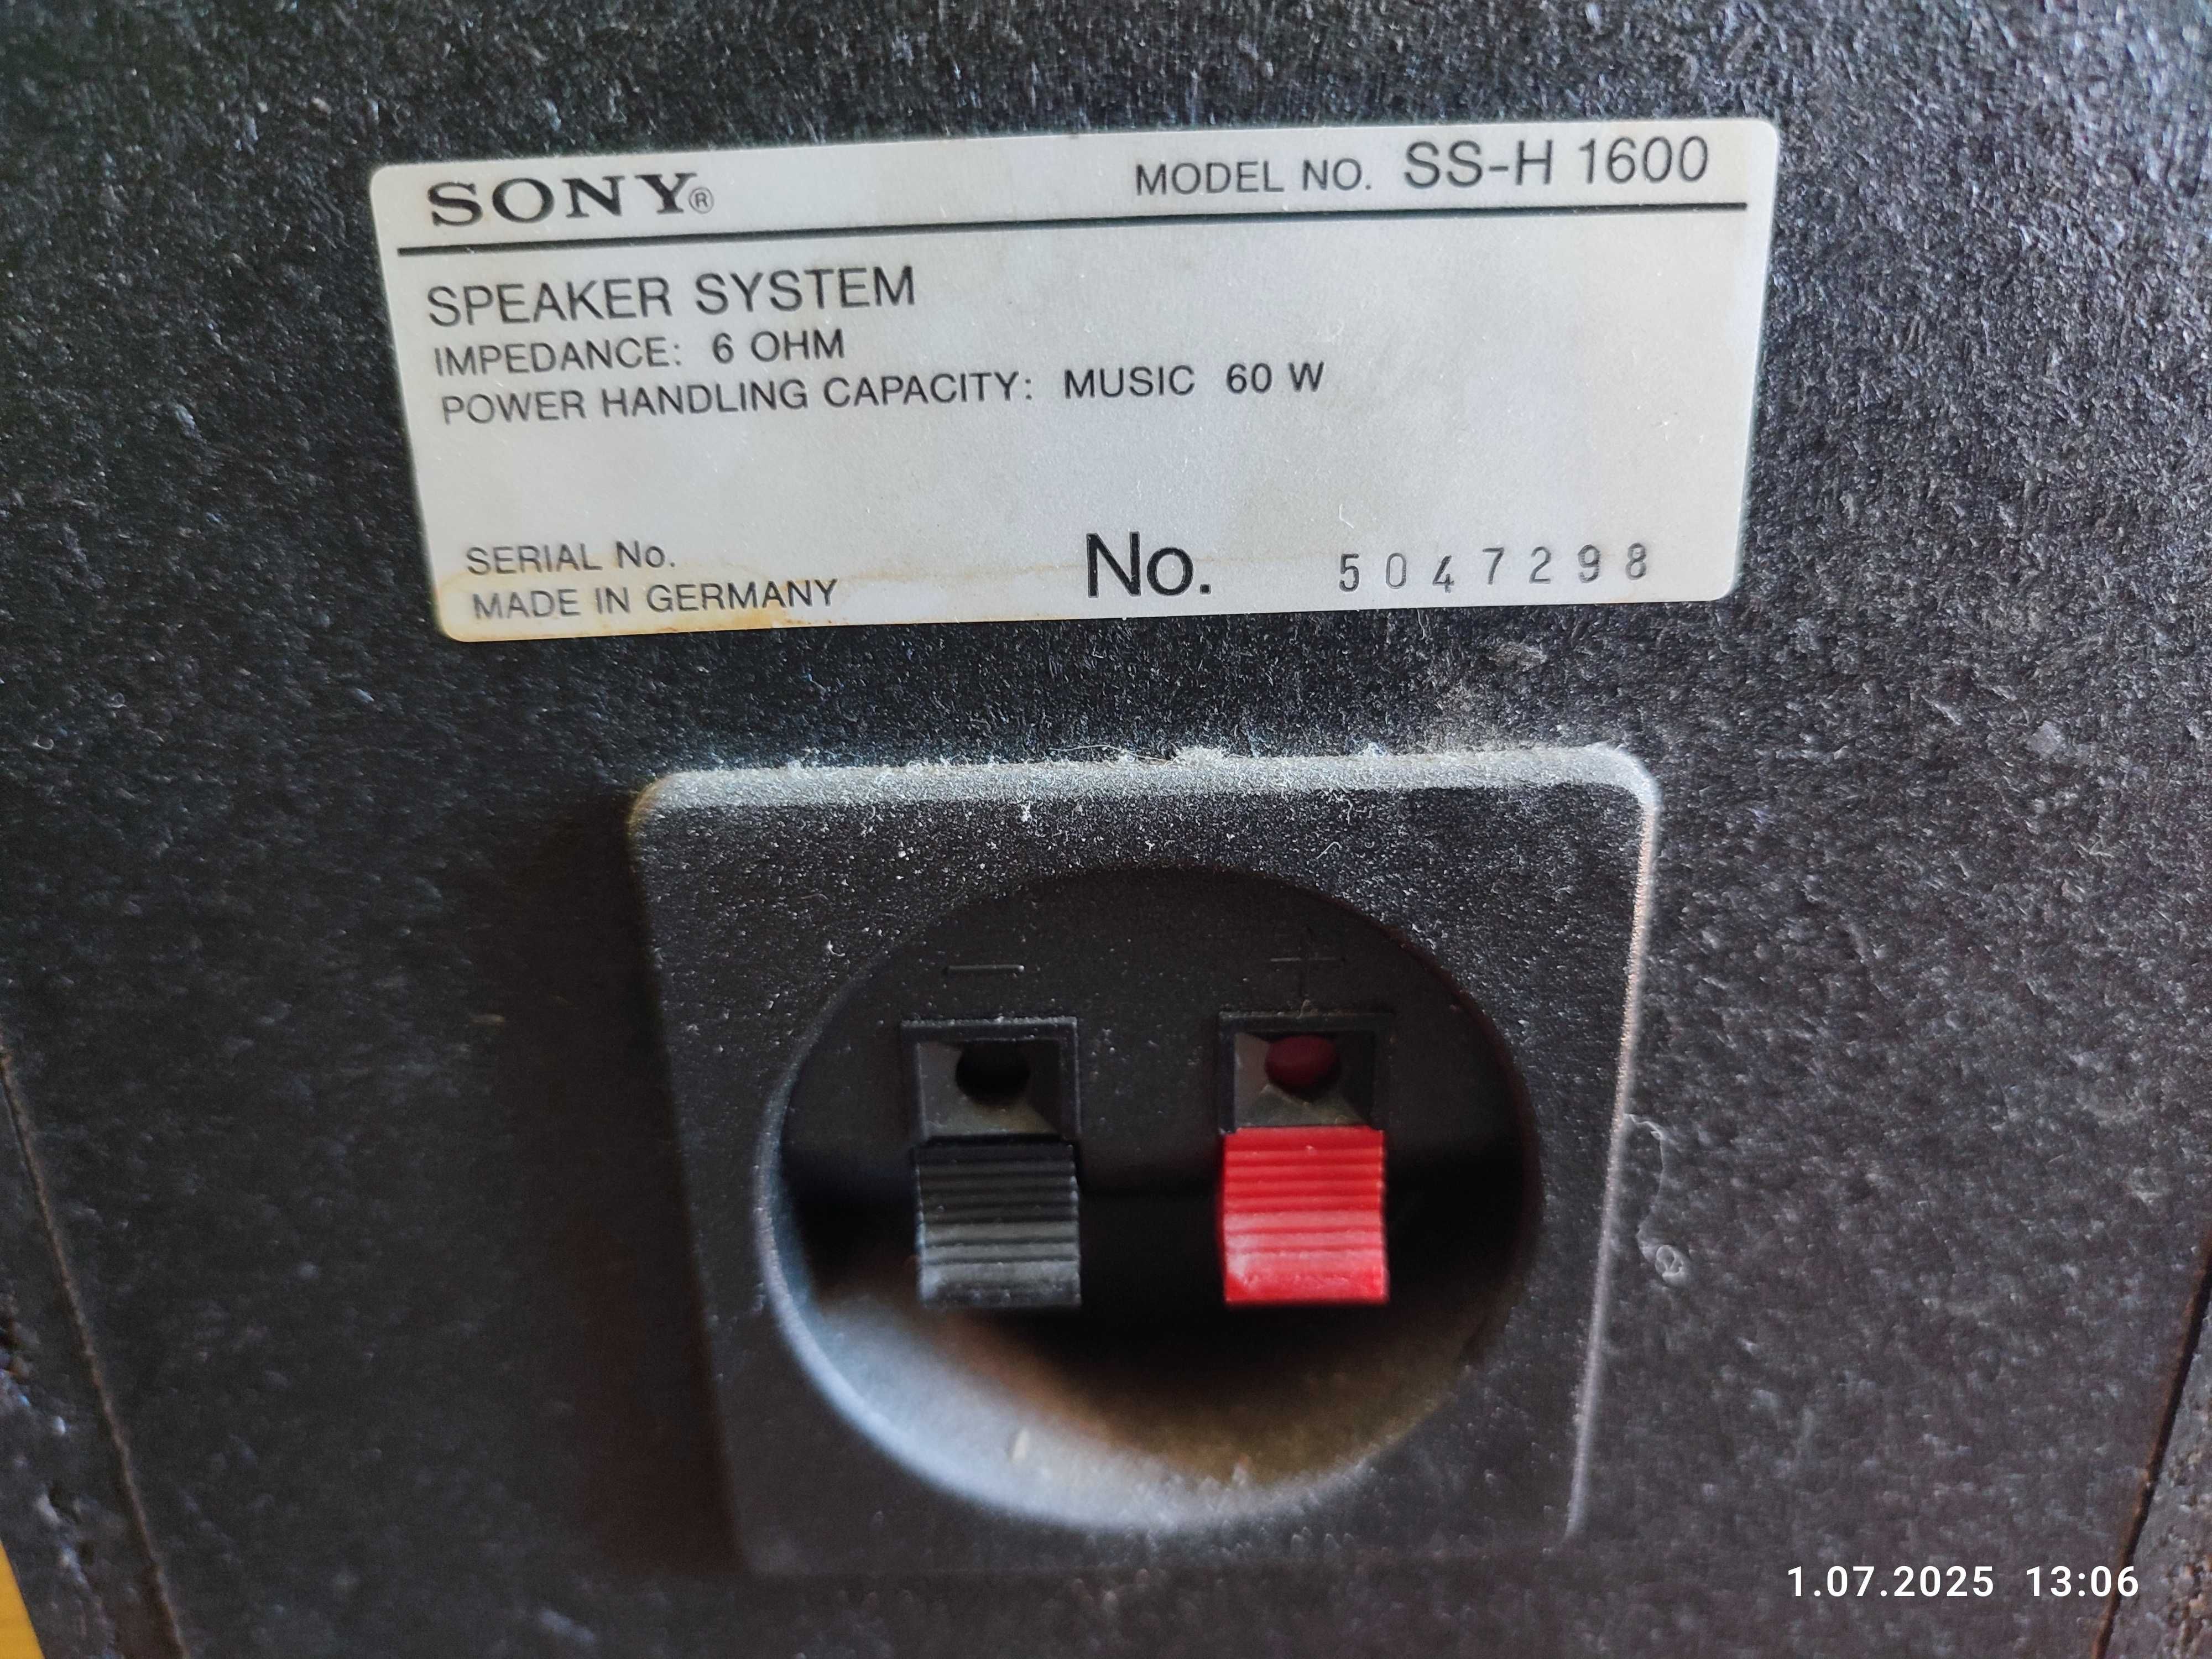 SONY® MODEL NO. SS-H 1600
SPEAKER SYSTEM
IMPEDANCE: 6 OHM
POWER HANDLING CAPACITY: MUSIC 60 W
SERIAL No.
MADE IN GERMANY
No. 5047298
− +
1.07.2025 13:06